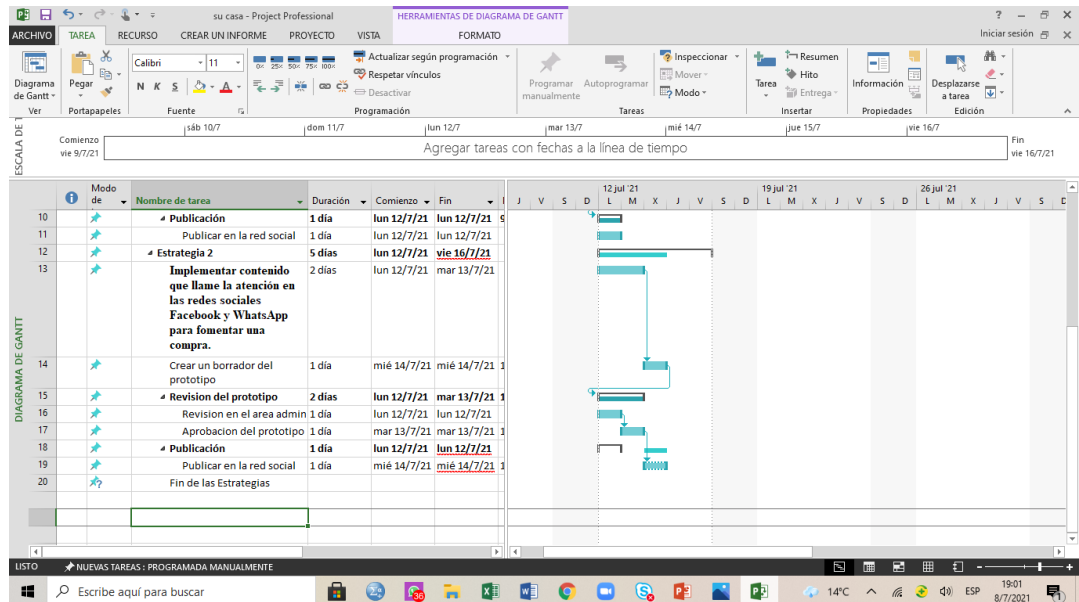 su casa - Project Professional
HERRAMIENTAS DE DIAGRAMA DE GANTT
ARCHIVO TAREA RECURSO CREAR UN INFORME PROYECTO VISTA FORMATO Iniciar sesión
Diagrama de Gantt
Ver
Pegar
Portapapeles
Calibri 11
N K S A
Fuente
0× 25× 50× 75× 100×
Actualizar según programación
Respetar vínculos
Desactivar
Programación
Programar manualmente
Autoprogramar
Inspeccionar
Mover
Modo
Tareas
Tarea
Resumen
Hito
Entrega
Insertar
Información
Propiedades
Desplazarse a tarea
Edición
ESCALA DE T
sáb 10/7 dom 11/7 lun 12/7 mar 13/7 mié 14/7 jue 15/7 vie 16/7
Comienzo
vie 9/7/21
Agregar tareas con fechas a la línea de tiempo
Fin
vie 16/7/21
Modo de Nombre de tarea Duración Comienzo Fin
12 jul '21 19 jul '21 26 jul '21
J V S D L M X J V S D L M X J V S D L M X J V S D
10 Publicación 1 día lun 12/7/21 lun 12/7/21 9
11 Publicar en la red social 1 día lun 12/7/21 lun 12/7/21
12 Estrategia 2 5 días lun 12/7/21 vie 16/7/21
13 Implementar contenido 2 días lun 12/7/21 mar 13/7/21
que llame la atención en
las redes sociales
Facebook y WhatsApp
para fomentar una
compra.
14 Crear un borrador del 1 día mié 14/7/21 mié 14/7/21 1
prototipo
15 Revision del prototipo 2 días lun 12/7/21 mar 13/7/21 1
16 Revision en el area admin 1 día lun 12/7/21 lun 12/7/21
17 Aprobacion del prototipo 1 día mar 13/7/21 mar 13/7/21 1
18 Publicación 1 día lun 12/7/21 lun 12/7/21
19 Publicar en la red social 1 día mié 14/7/21 mié 14/7/21 1
20 Fin de las Estrategias
DIAGRAMA DE GANTT
LISTO NUEVAS TAREAS : PROGRAMADA MANUALMENTE
Escribe aquí para buscar
36
14°C
ESP
19:01
8/7/2021